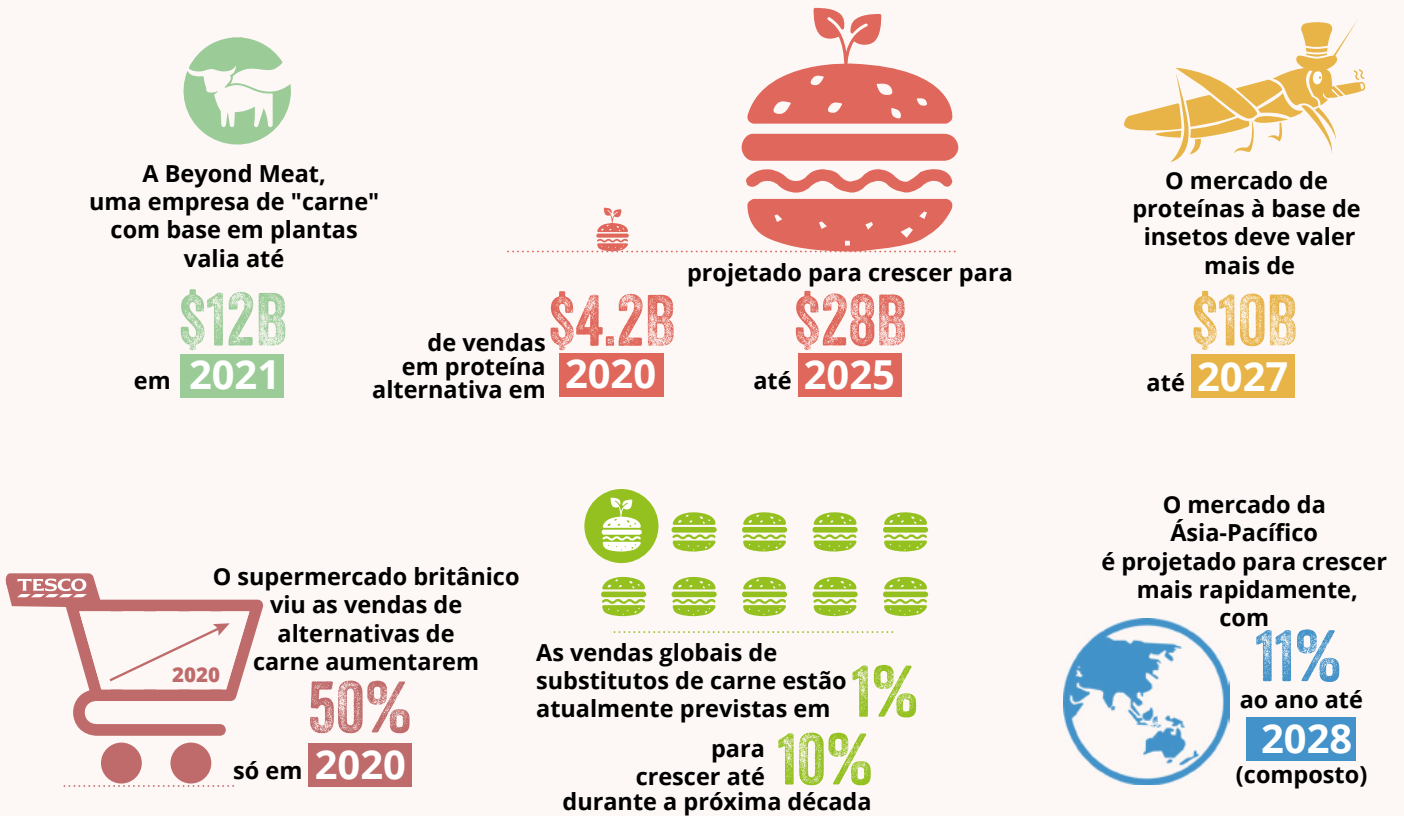 A Beyond Meat,
uma empresa de "carne"
com base em plantas
valia até
$12B
em 2021
projetado para crescer para
de vendas
em proteína
alternativa em
$4.2B
2020
$28B
até 2025
O mercado de
proteínas à base de
insetos deve valer
mais de
$10B
até 2027
TESCO
2020
O supermercado britânico
viu as vendas de
alternativas de
carne aumentarem
50%
só em 2020
As vendas globais de
substitutos de carne estão
atualmente previstas em 1%
para
crescer até 10%
durante a próxima década
O mercado da
Ásia-Pacífico
é projetado para crescer
mais rapidamente,
com
11%
ao ano até
2028
(composto)